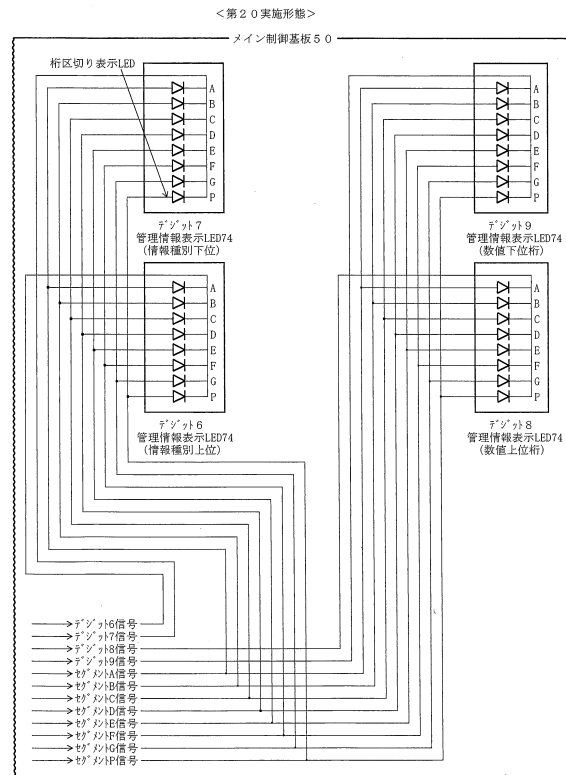 <第20実施形態>
メイン制御基板50
桁区切り表示LED
A
B
C
D
E
F
G
P
デジット7
管理情報表示LED74
(情報種別下位)
A
B
C
D
E
F
G
P
デジット9
管理情報表示LED74
(数値下位桁)
A
B
C
D
E
F
G
P
デジット6
管理情報表示LED74
(情報種別上位)
A
B
C
D
E
F
G
P
デジット8
管理情報表示LED74
(数値上位桁)
デジット6信号
デジット7信号
デジット8信号
デジット9信号
セグメントA信号
セグメントB信号
セグメントC信号
セグメントD信号
セグメントE信号
セグメントF信号
セグメントG信号
セグメントP信号